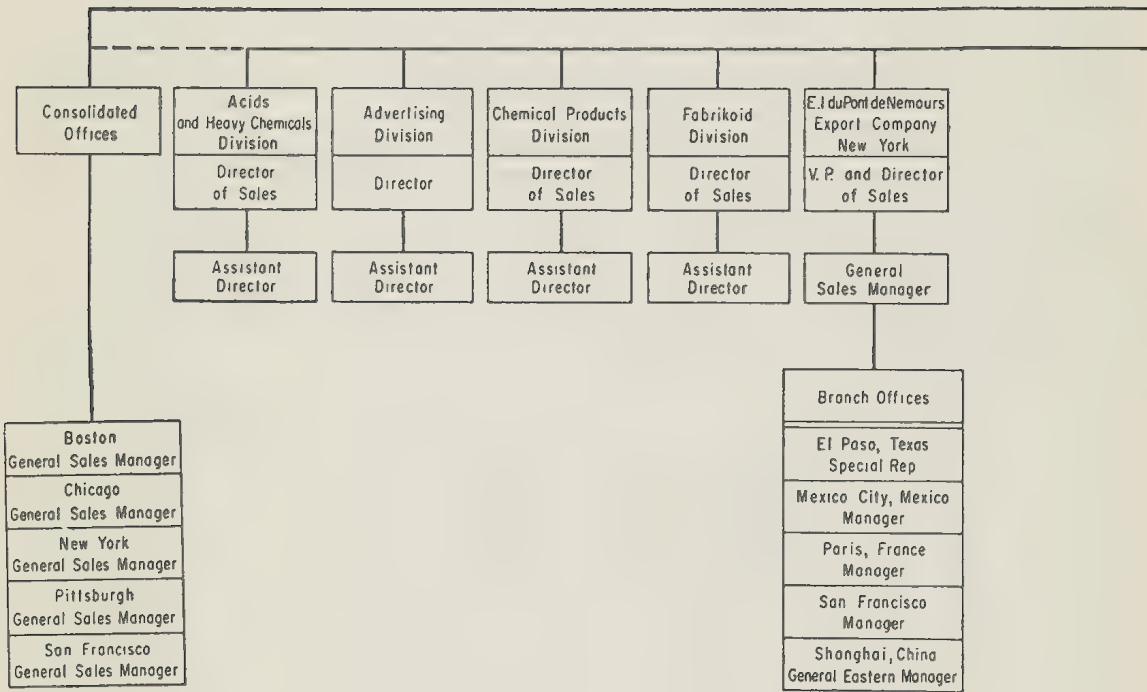 Consolidated
Offices
Acids
and Heavy Chemicals
Division
Director
of Sales
Assistant
Director
Advertising
Division
Director
Assistant
Director
Chemical Products
Division
Director
of Sales
Assistant
Director
Fabrikoid
Division
Director
of Sales
Assistant
Director
E.I duPont deNemours
Export Company
New York
V. P. and Director
of Sales
General
Sales Manager
Boston
General Sales Manager
Chicago
General Sales Manager
New York
General Sales Manager
Pittsburgh
General Sales Manager
San Francisco
General Sales Manager
Branch Offices
El Paso, Texas
Special Rep
Mexico City, Mexico
Manager
Paris, France
Manager
San Francisco
Manager
Shanghai, China
General Eastern Manager